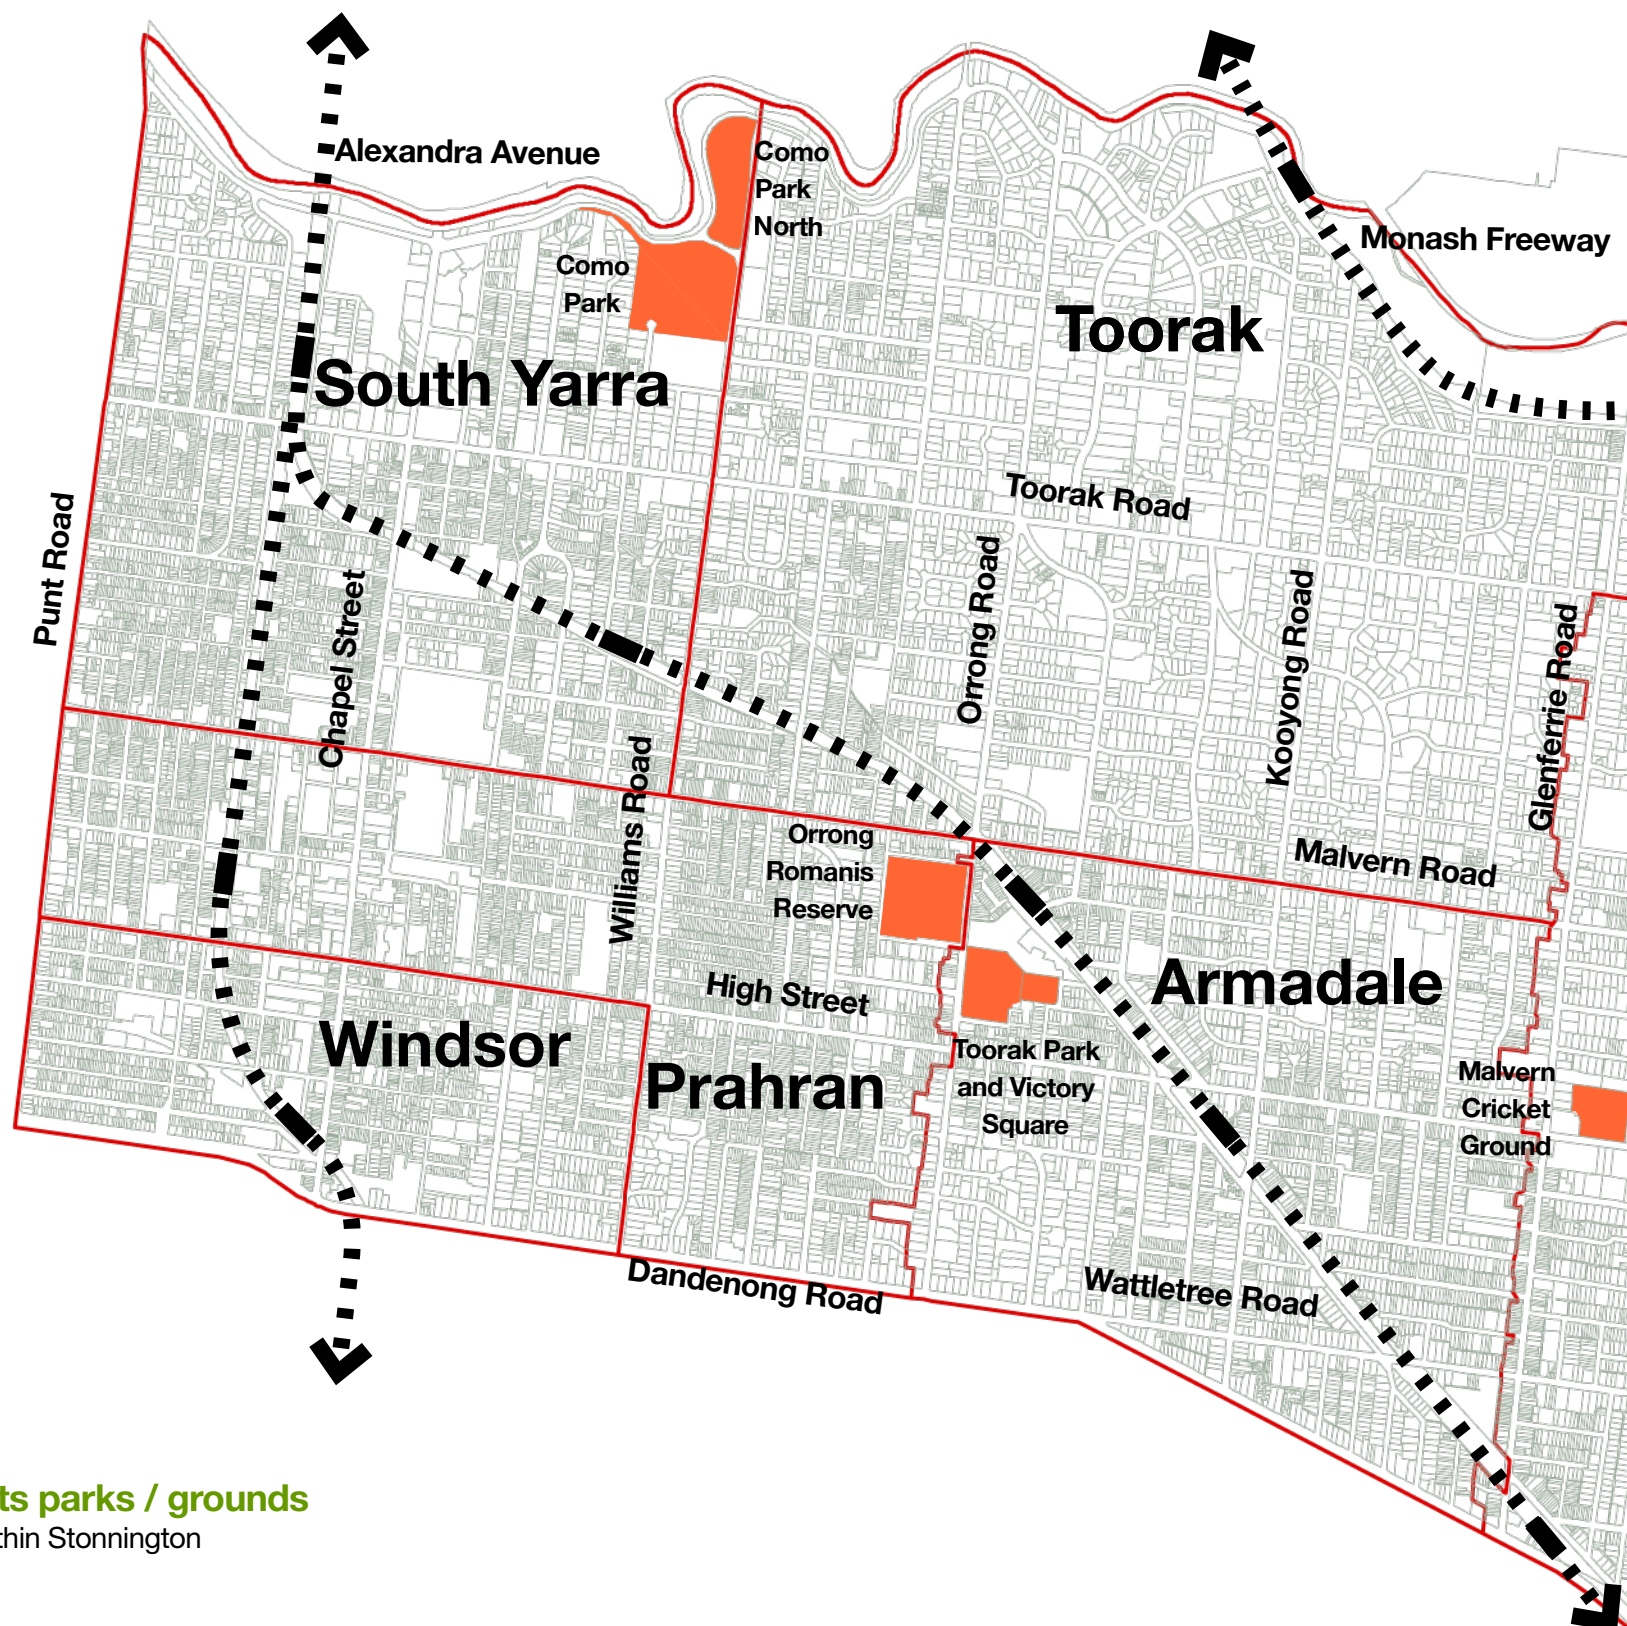 Alexandra Avenue
Como
Park
North
Como
Park
Monash Freeway
Toorak
South Yarra
Toorak Road
Punt Road
Chapel Street
Orrong Road
Kooyong Road
Glenferrie Road
Williams Road
Orrong
Romanis
Reserve
Malvern Road
High Street
Armadale
Windsor
Prahran
Toorak Park
and Victory
Square
Malvern
Cricket
Ground
Dandenong Road
Wattletree Road
ts parks / grounds
thin Stonnington